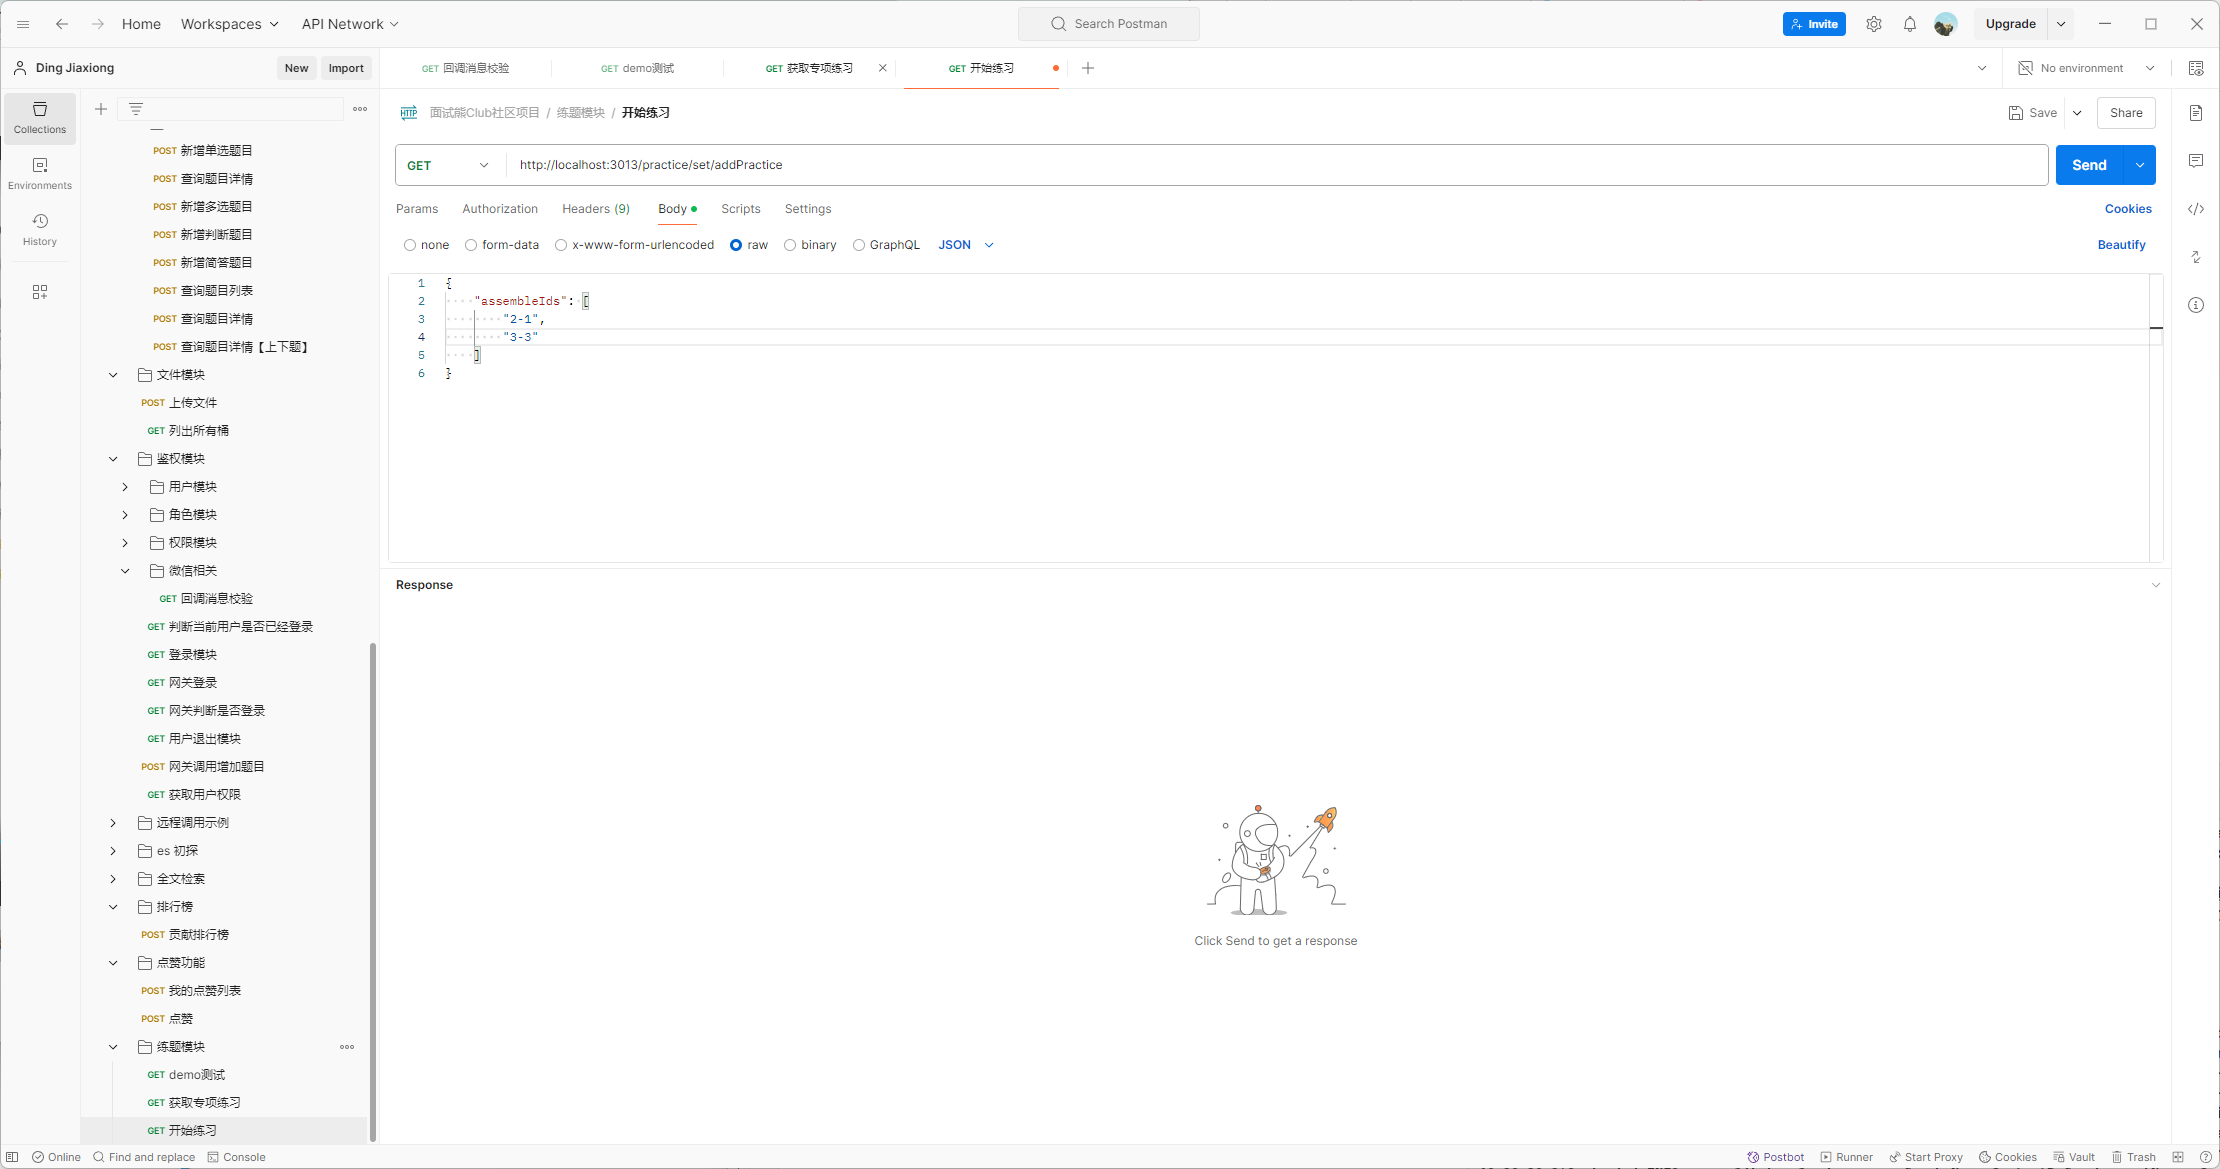 Home Workspaces API Network Search Postman Invite Upgrade
Ding Jiaxiong New Import GET 回调消息校验 GET demo测试 GET 获取专项练习 GET 开始练习 No environment
Collections
Environments
History
POST 新增单选题目
POST 查询题目详情
POST 新增多选题目
POST 新增判断题目
POST 新增简答题目
POST 查询题目列表
POST 查询题目详情
POST 查询题目详情【上下题】
文件模块
POST 上传文件
GET 列出所有桶
鉴权模块
用户模块
角色模块
权限模块
微信相关
GET 回调消息校验
GET 判断当前用户是否已经登录
GET 登录模块
GET 网关登录
GET 网关判断是否登录
GET 用户退出模块
POST 网关调用增加题目
GET 获取用户权限
远程调用示例
es 初探
全文检索
排行榜
POST 贡献排行榜
点赞功能
POST 我的点赞列表
POST 点赞
练题模块
GET demo测试
GET 获取专项练习
GET 开始练习
HTTP 面试熊Club社区项目 / 练题模块 / 开始练习 Save Share
GET http://localhost:3013/practice/set/addPractice Send
Params Authorization Headers (9) Body Scripts Settings Cookies
none form-data x-www-form-urlencoded raw binary GraphQL JSON Beautify
1 {
2 "assembleIds": [
3 "2-1",
4 "3-3"
5 ]
6 }
Response
Click Send to get a response
Online Find and replace Console Postbot Runner Start Proxy Cookies Vault Trash